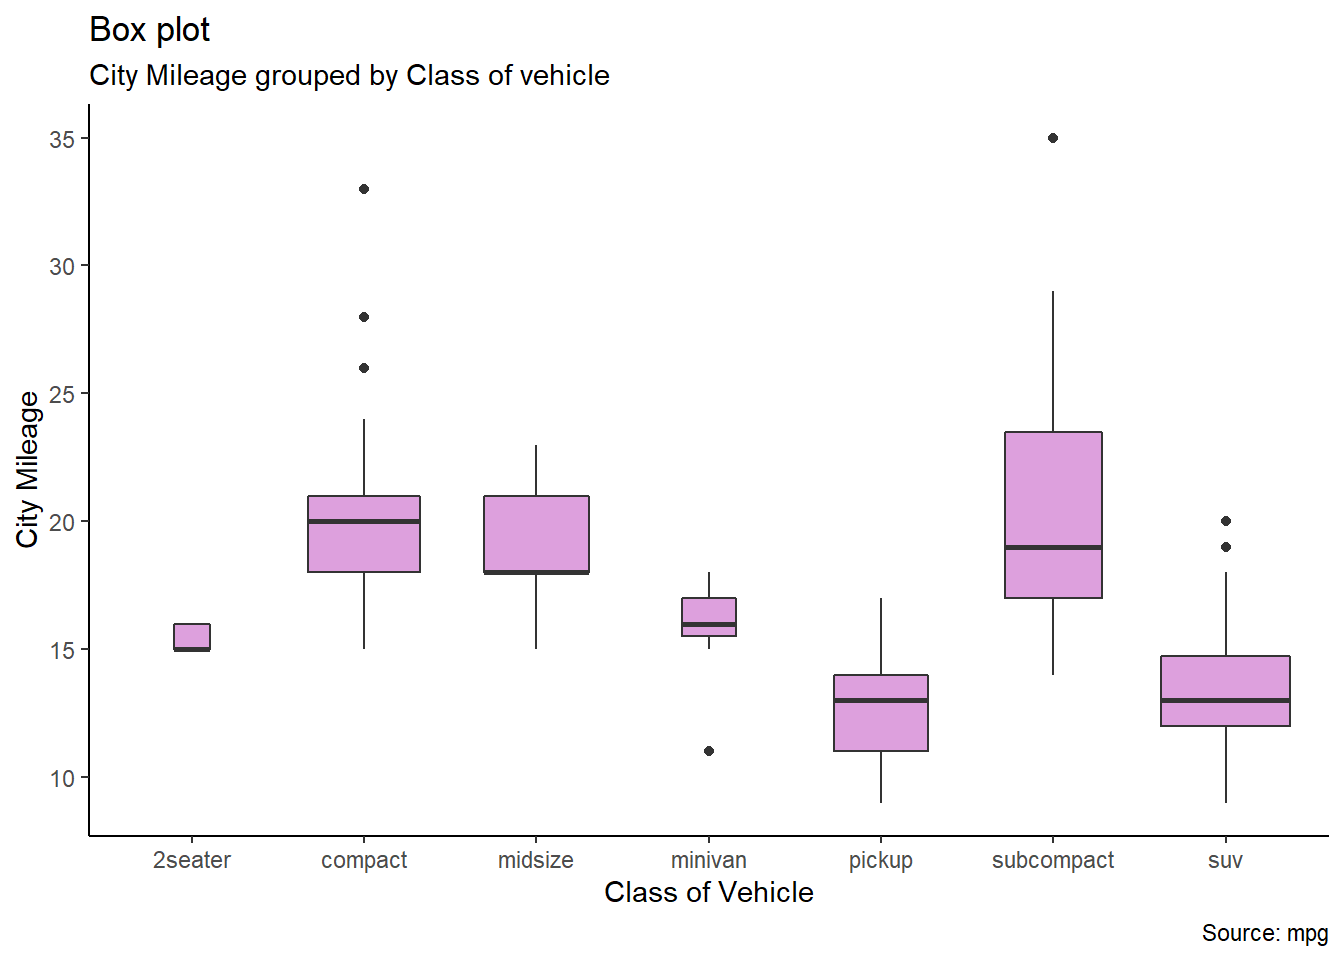 Box plot
City Mileage grouped by Class of vehicle
City Mileage
35
30
25
20
15
10
2seater compact midsize minivan pickup subcompact suv
Class of Vehicle
Source: mpg